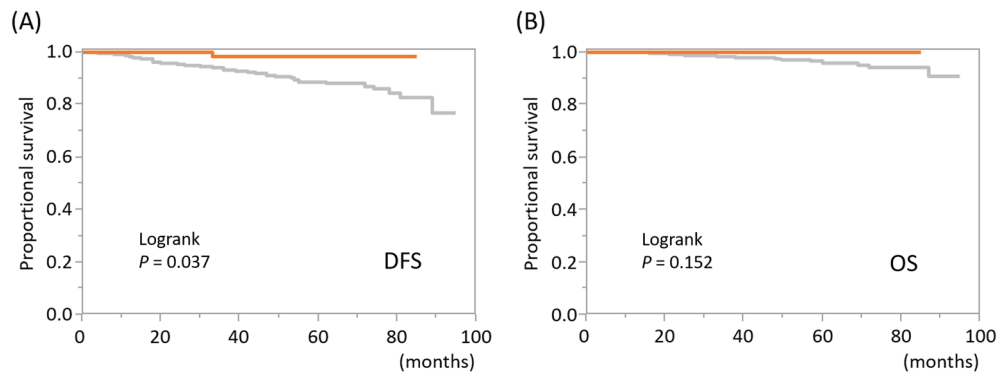 (A)
Proportional survival
1.0
0.8
0.6
0.4
0.2
0.0
Logrank
P = 0.037
DFS
0 20 40 60 80 100
(months)
(B)
Proportional survival
1.0
0.8
0.6
0.4
0.2
0.0
Logrank
P = 0.152
OS
0 20 40 60 80 100
(months)